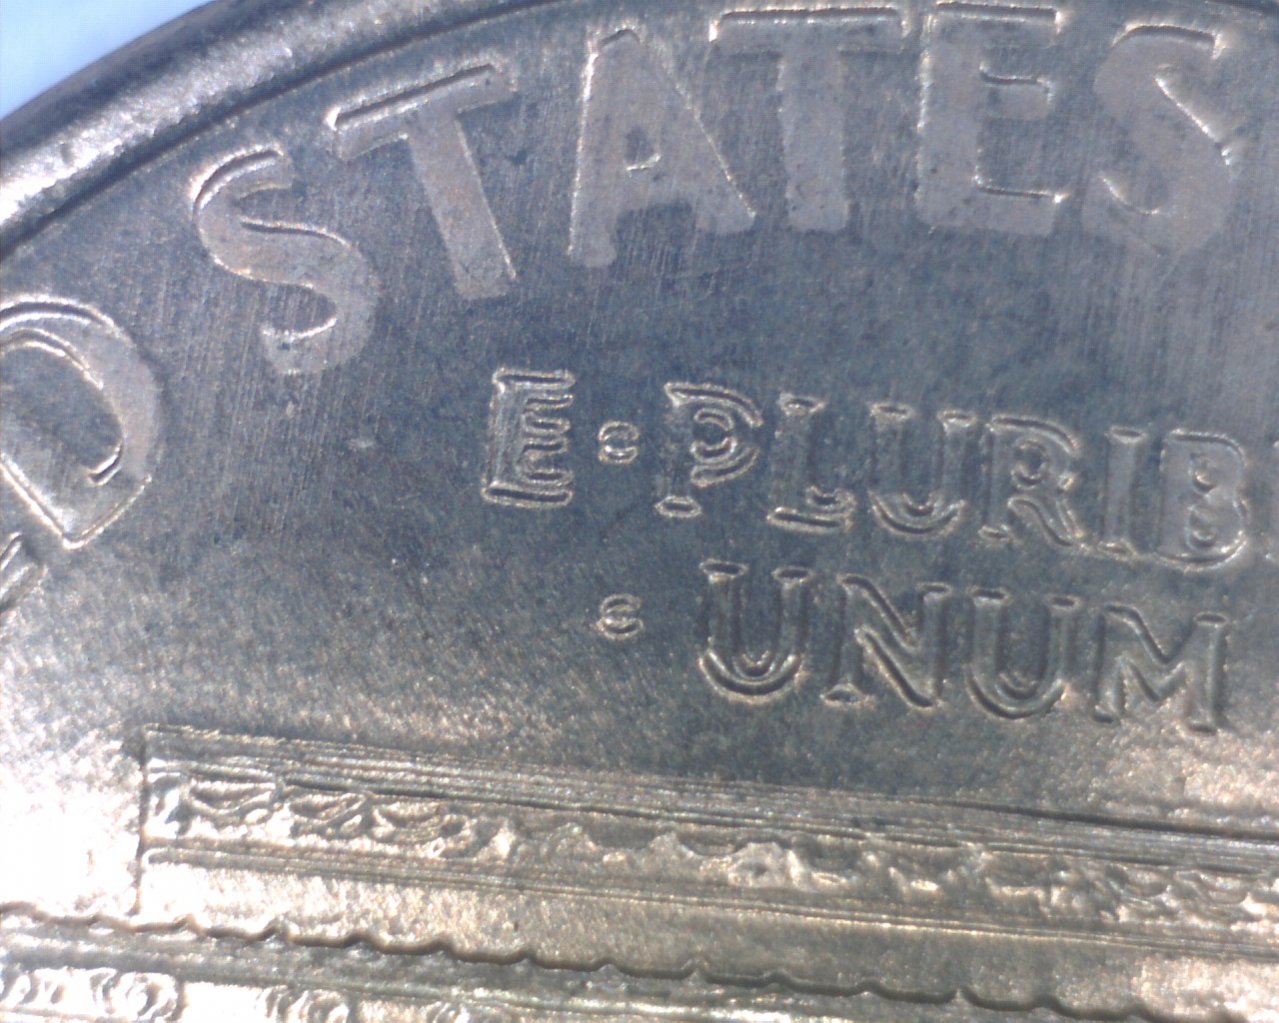 D STATES
E·PLURIB
·UNUM